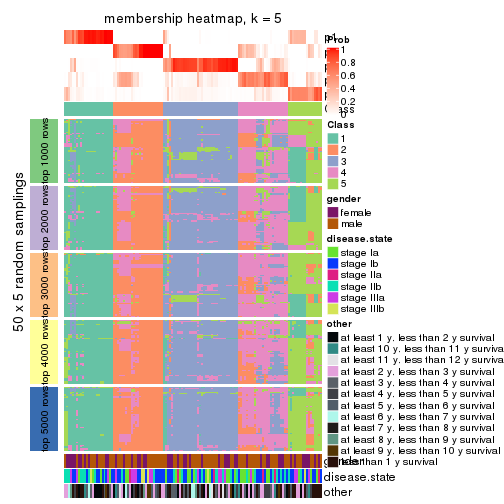 membership heatmap, k = 5
Prob
1
0.8
0.6
0.4
0.2
0
Class
1
2
3
4
5
gender
female
male
disease.state
stage Ia
stage Ib
stage IIa
stage IIb
stage IIIa
stage IIIb
other
at least 1 y. less than 2 y survival
at least 10 y. less than 11 y surviva
at least 11 y. less than 12 y surviva
at least 2 y. less than 3 y survival
at least 3 y. less than 4 y survival
at least 4 y. less than 5 y survival
at least 5 y. less than 6 y survival
at least 6 y. less than 7 y survival
at least 7 y. less than 8 y survival
at least 8 y. less than 9 y survival
at least 9 y. less than 10 y survival
less than 1 y survival
50 x 5 random samplings
top 1000 rows
top 2000 rows
top 3000 rows
top 4000 rows
top 5000 rows
disease.state
other